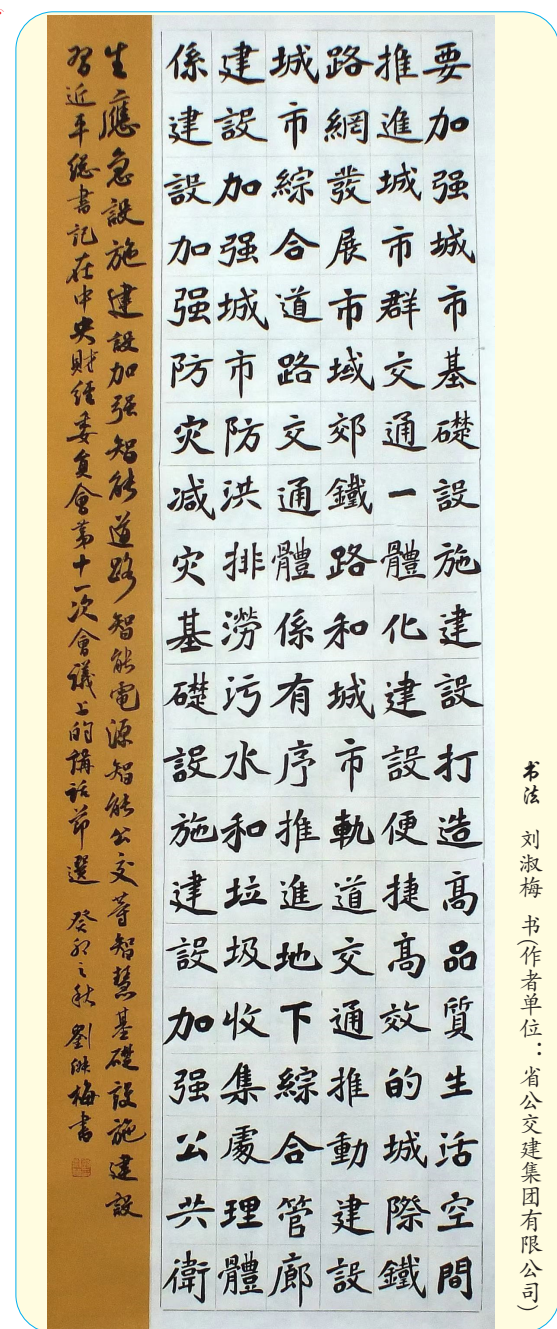 要加强城市基礎設施建設打造高品質生活空間
推進城市群交通一體化建設便捷高效的城際鐵
路網發展市域郊鐵路和城市軌道交通推動建設
城市綜合道路交通體係有序推進地下綜合管廊
建設加强城市防洪排澇污水和垃圾收集處理體
係建設加强防灾减灾基礎設施建設加强公共衛
生應急設施建設加强智能道路智能電源智能公交等智慧基礎設施建設
習近平總書記在中央財經委員會第十一次會議上的講話節選 癸卯之秋 劉淑梅書
书法 刘淑梅 书(作者单位：省公交建集团有限公司)